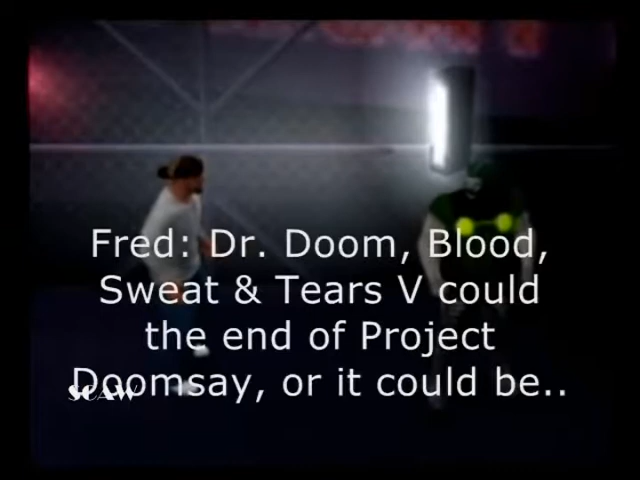 Fred: Dr. Doom, Blood,
Sweat & Tears V could
the end of Project
Doomsay, or it could be..
SCAW